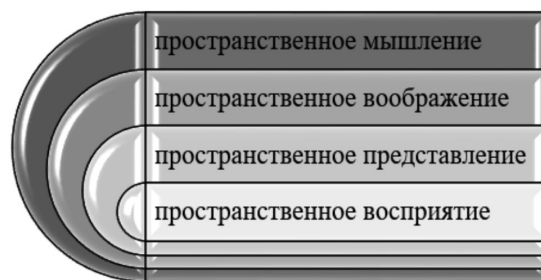 пространственное мышление
пространственное воображение
пространственное представление
пространственное восприятие